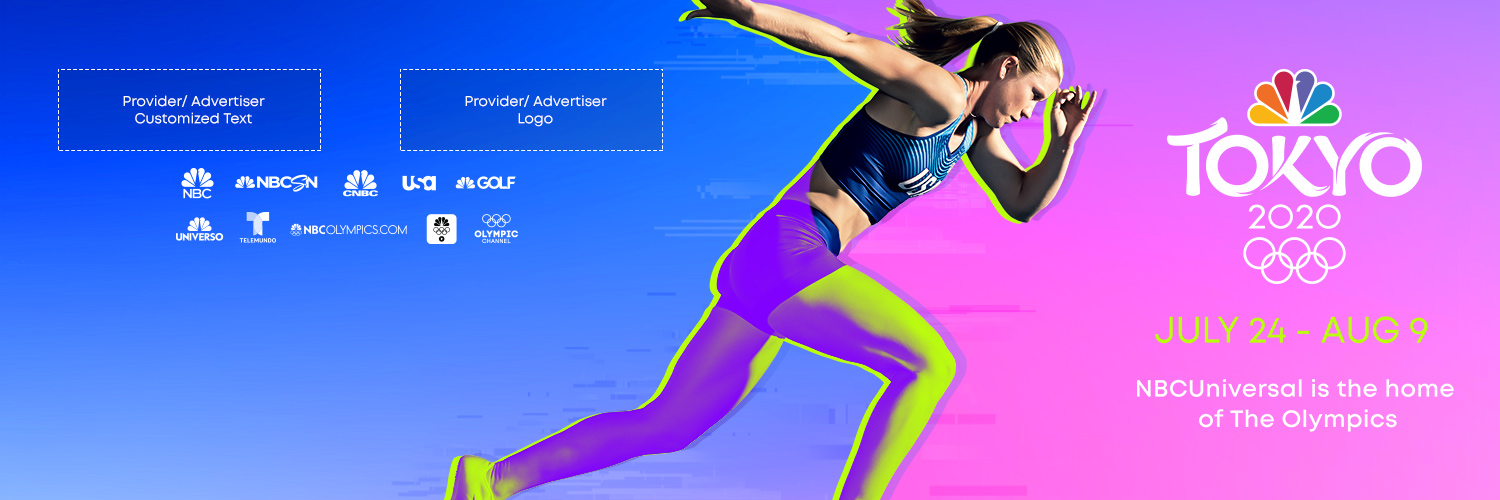 Provider/ Advertiser
Customized Text
Provider/ Advertiser
Logo
NBC
NBCSN
CNBC
USA
GOLF
UNIVERSO
TELEMUNDO
NBCOLYMPICS.COM
OLYMPIC
CHANNEL
US
TOKYO
2020
JULY 24 - AUG 9
NBCUniversal is the home
of The Olympics